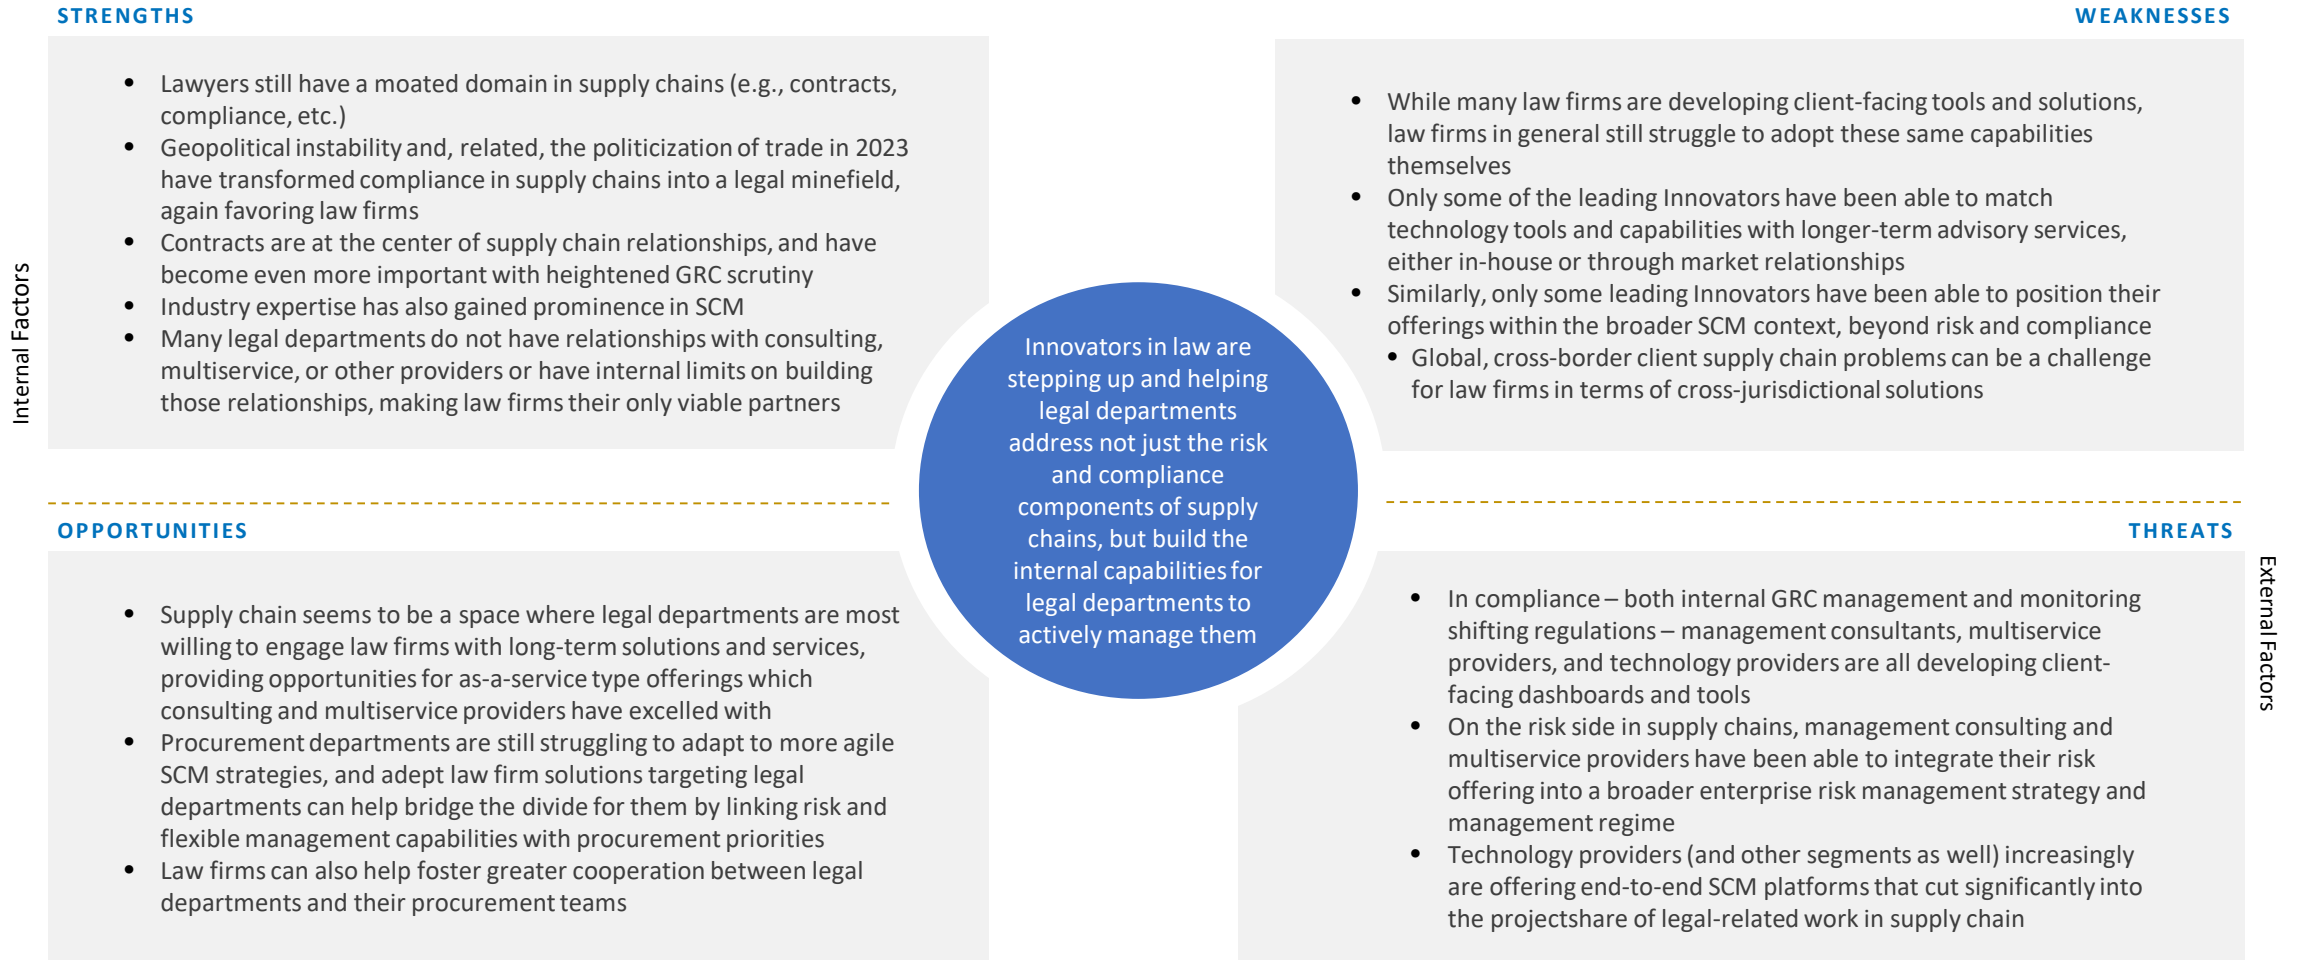 STRENGTHS
• Lawyers still have a moated domain in supply chains (e.g., contracts,
compliance, etc.)
• Geopolitical instability and, related, the politicization of trade in 2023
have transformed compliance in supply chains into a legal minefield,
again favoring law firms
• Contracts are at the center of supply chain relationships, and have
become even more important with heightened GRC scrutiny
• Industry expertise has also gained prominence in SCM
• Many legal departments do not have relationships with consulting,
multiservice, or other providers or have internal limits on building
those relationships, making law firms their only viable partners
Internal Factors
WEAKNESSES
• While many law firms are developing client-facing tools and solutions,
law firms in general still struggle to adopt these same capabilities
themselves
• Only some of the leading Innovators have been able to match
technology tools and capabilities with longer-term advisory services,
either in-house or through market relationships
• Similarly, only some leading Innovators have been able to position their
offerings within the broader SCM context, beyond risk and compliance
• Global, cross-border client supply chain problems can be a challenge
for law firms in terms of cross-jurisdictional solutions
Innovators in law are
stepping up and helping
legal departments
address not just the risk
and compliance
components of supply
chains, but build the
internal capabilities for
legal departments to
actively manage them
OPPORTUNITIES
• Supply chain seems to be a space where legal departments are most
willing to engage law firms with long-term solutions and services,
providing opportunities for as-a-service type offerings which
consulting and multiservice providers have excelled with
• Procurement departments are still struggling to adapt to more agile
SCM strategies, and adept law firm solutions targeting legal
departments can help bridge the divide for them by linking risk and
flexible management capabilities with procurement priorities
• Law firms can also help foster greater cooperation between legal
departments and their procurement teams
THREATS
• In compliance – both internal GRC management and monitoring
shifting regulations – management consultants, multiservice
providers, and technology providers are all developing client-
facing dashboards and tools
• On the risk side in supply chains, management consulting and
multiservice providers have been able to integrate their risk
offering into a broader enterprise risk management strategy and
management regime
• Technology providers (and other segments as well) increasingly
are offering end-to-end SCM platforms that cut significantly into
the projectshare of legal-related work in supply chain
External Factors